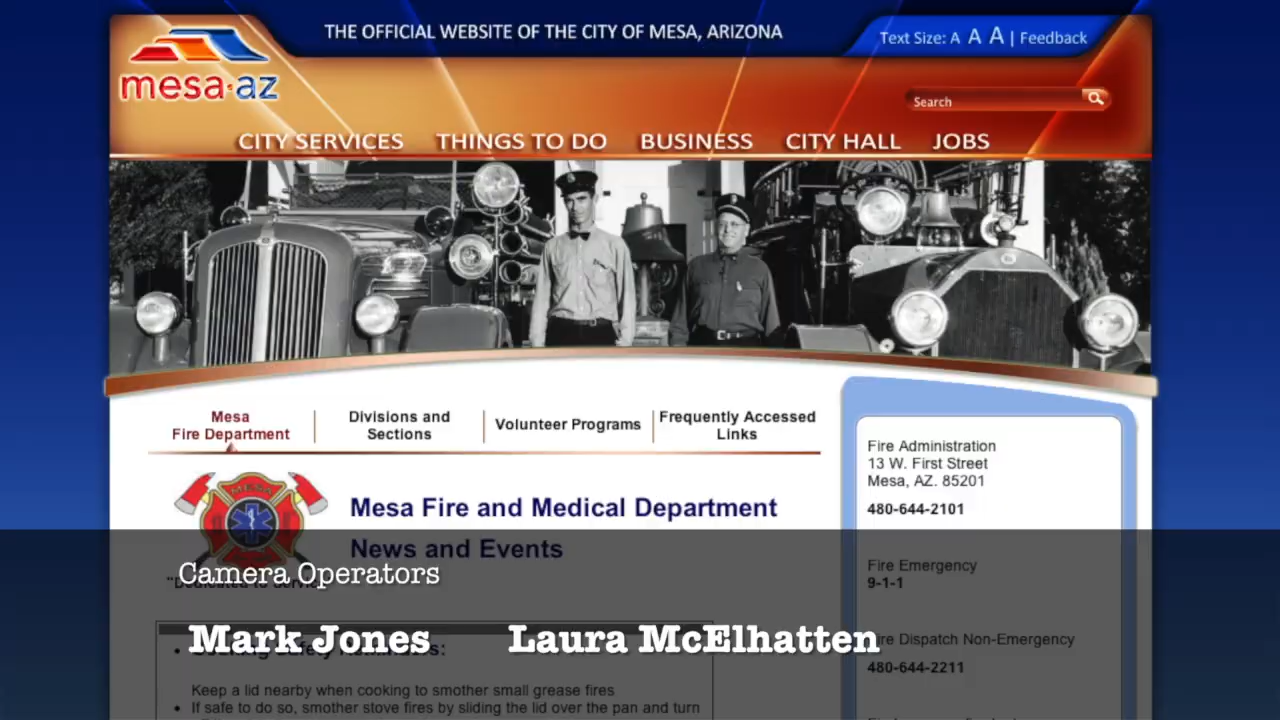 THE OFFICIAL WEBSITE OF THE CITY OF MESA, ARIZONA
Text Size: A A A | Feedback
mesa·az
Search
CITY SERVICES THINGS TO DO BUSINESS CITY HALL JOBS
Mesa
Fire Department
Divisions and
Sections
Volunteer Programs
Frequently Accessed
Links
Mesa Fire and Medical Department
News and Events
Fire Administration
13 W. First Street
Mesa, AZ. 85201
480-644-2101
Fire Emergency
9-1-1
Fire Dispatch Non-Emergency
480-644-2211
Camera Operators
Mark Jones Laura McElhatten
Keep a lid nearby when cooking to smother small grease fires
• If safe to do so, smother stove fires by sliding the lid over the pan and turn